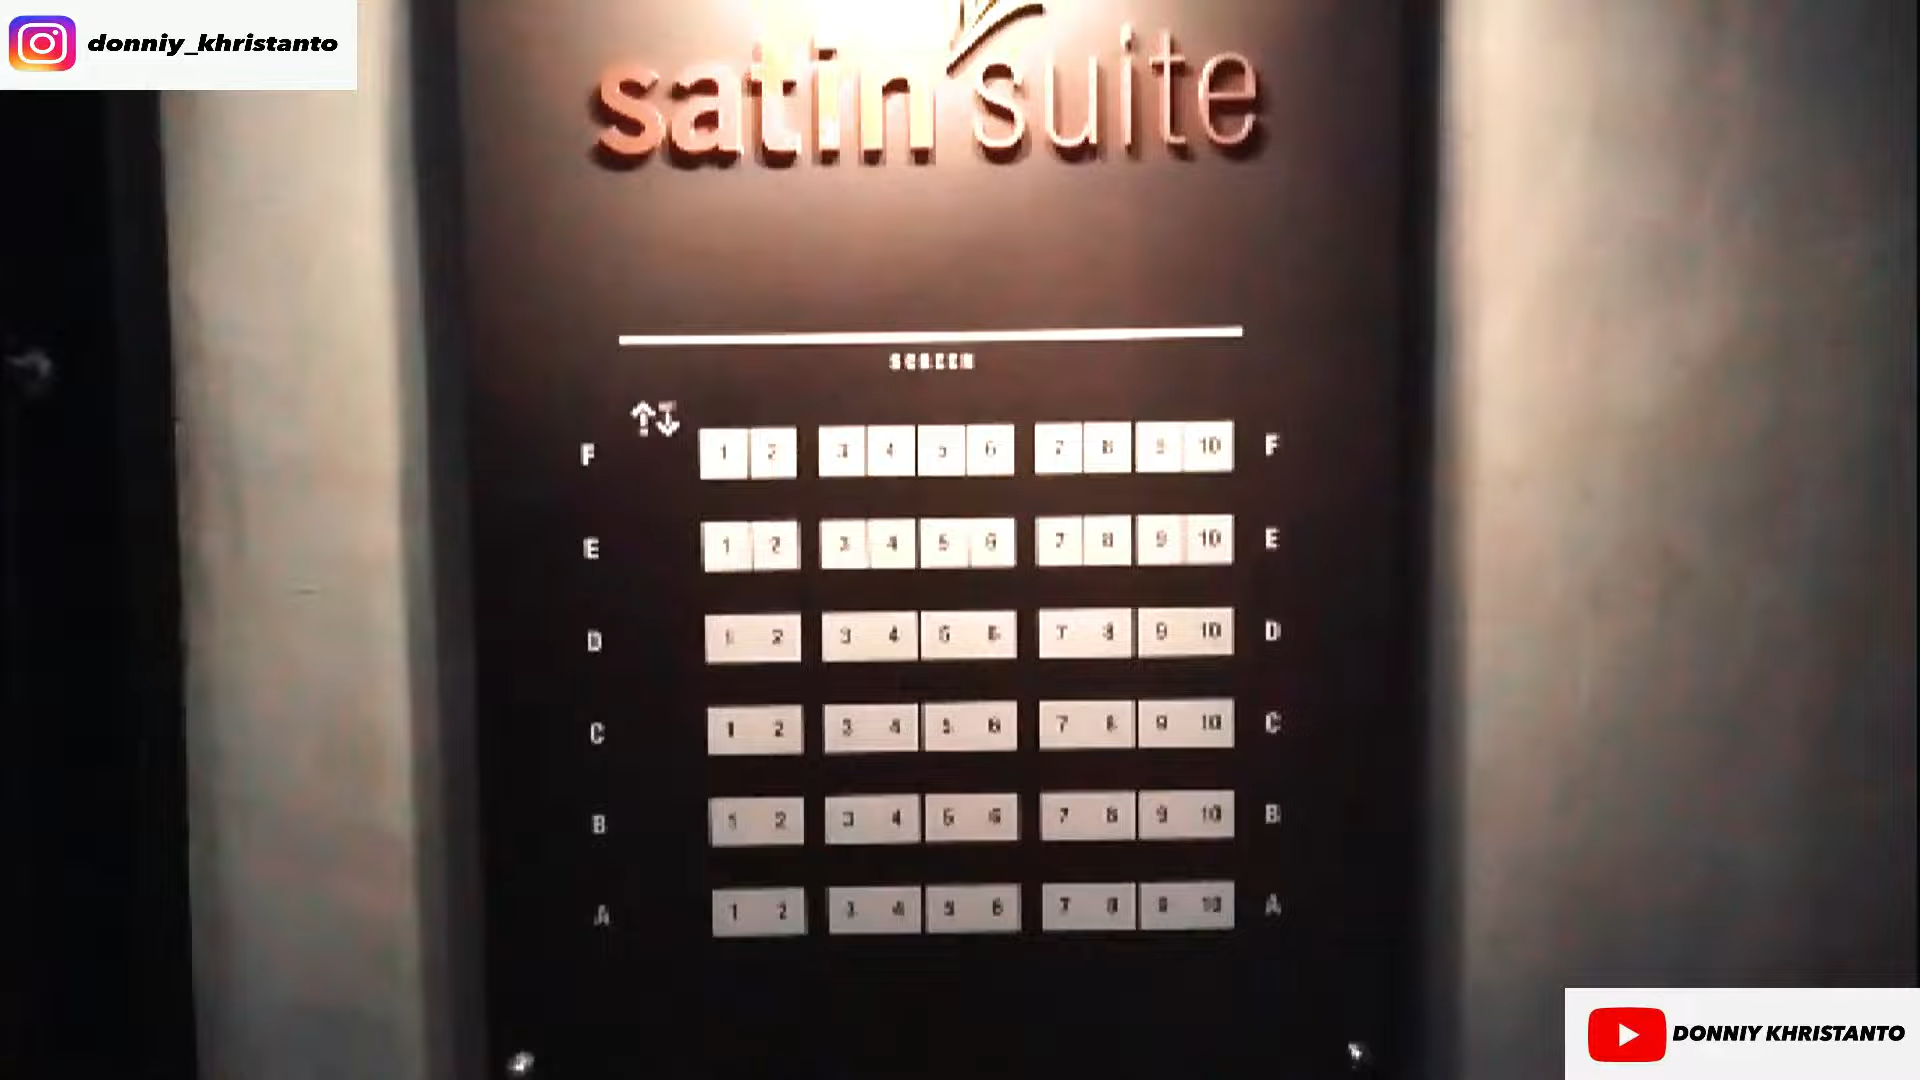 donniy_khristanto
satin suite
SCREEN
F 1 2 3 4 5 6 7 8 9 10 F
E 1 2 3 4 5 6 7 8 9 10 E
D 1 2 3 4 5 6 7 8 9 10 D
C 1 2 3 4 5 6 7 8 9 10 C
B 1 2 3 4 5 6 7 8 9 10 B
A 1 2 3 4 5 6 7 8 9 10 A
DONNIY KHRISTANTO